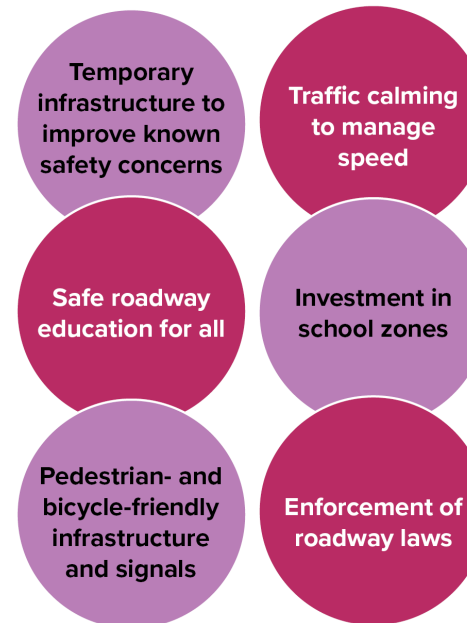 Temporary
infrastructure to
improve known
safety concerns
Traffic calming
to manage
speed
Safe roadway
education for all
Investment in
school zones
Pedestrian- and
bicycle-friendly
infrastructure
and signals
Enforcement of
roadway laws